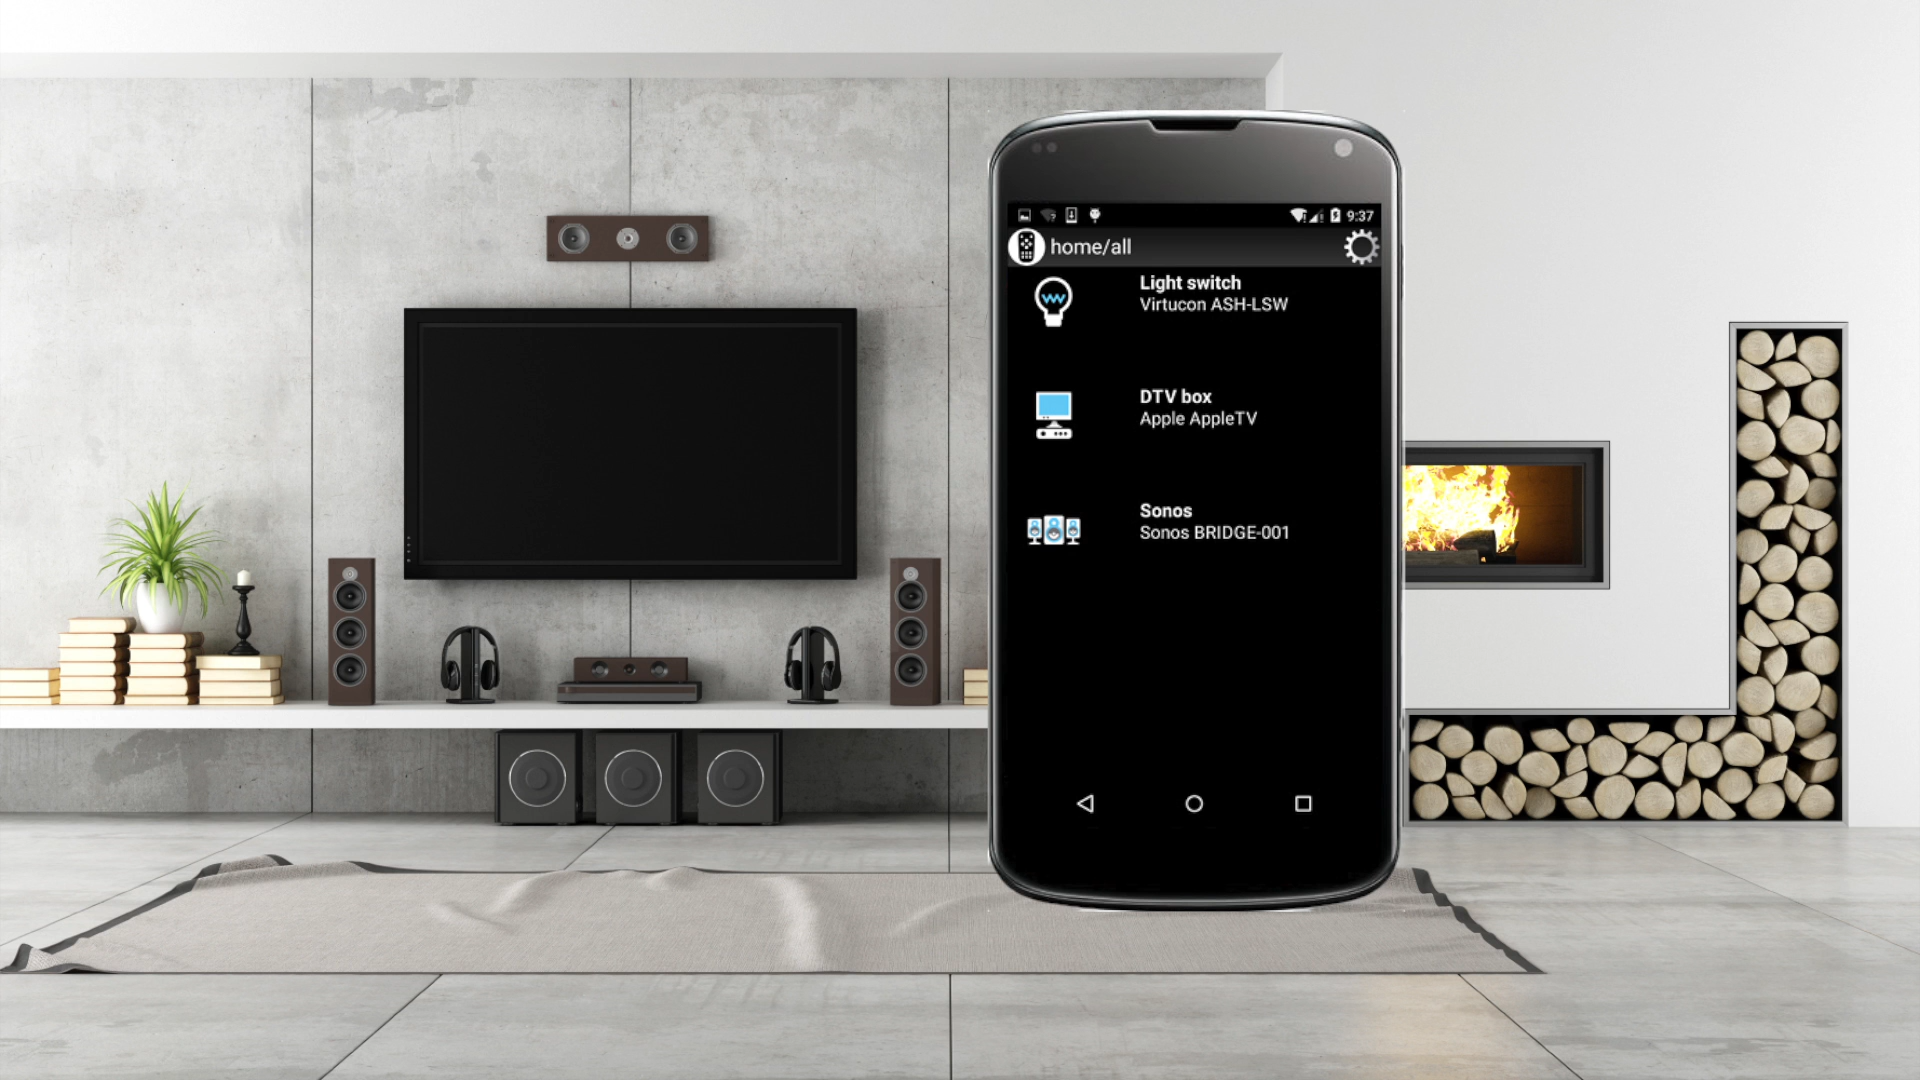 9:37
home/all
Light switch
Virtucon ASH-LSW
DTV box
Apple AppleTV
Sonos
Sonos BRIDGE-001